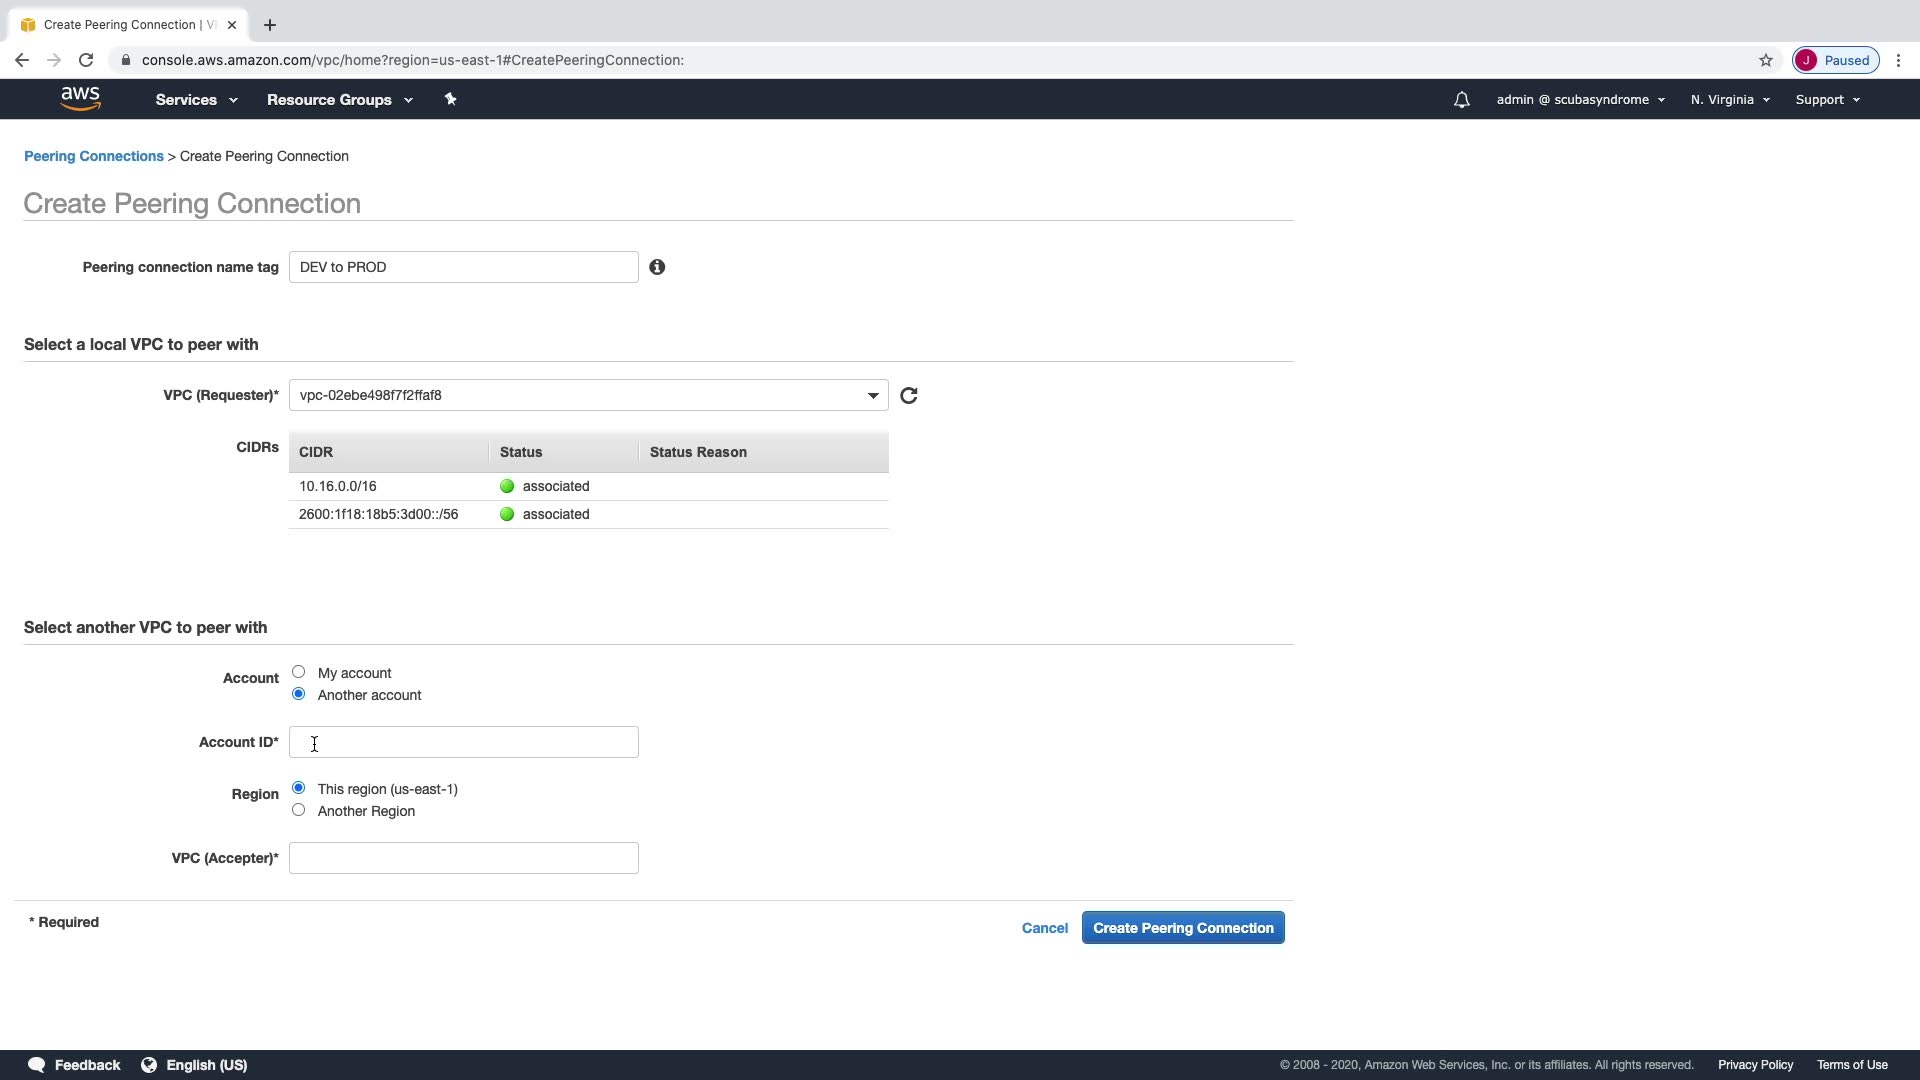 Create Peering Connection | V
console.aws.amazon.com/vpc/home?region=us-east-1#CreatePeeringConnection:
J Paused
aws Services Resource Groups admin @ scubasyndrome N. Virginia Support
Peering Connections > Create Peering Connection
Create Peering Connection
Peering connection name tag DEV to PROD
Select a local VPC to peer with
VPC (Requester)* vpc-02ebe498f7f2ffaf8
CIDRs CIDR Status Status Reason
10.16.0.0/16 associated
2600:1f18:18b5:3d00::/56 associated
Select another VPC to peer with
Account My account
Another account
Account ID*
Region This region (us-east-1)
Another Region
VPC (Accepter)*
* Required
Cancel Create Peering Connection
Feedback English (US) © 2008 - 2020, Amazon Web Services, Inc. or its affiliates. All rights reserved. Privacy Policy Terms of Use